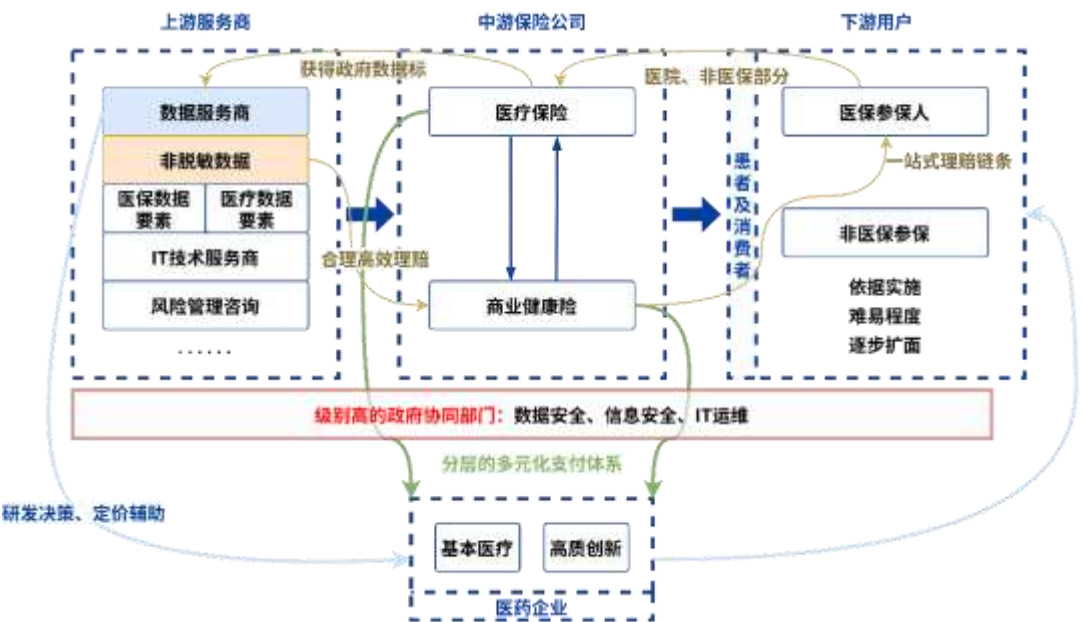 上游服务商
中游保险公司
下游用户
获得政府数据标
医院、非医保部分
数据服务商
医疗保险
医保参保人
非脱敏数据
一站式理赔链条
医保数据
要素
医疗数据
要素
患者及消费者
非医保参保
IT技术服务商
合理高效理赔
风险管理咨询
商业健康险
依据实施
难易程度
逐步扩面
......
级别高的政府协同部门：数据安全、信息安全、IT运维
分层的多元化支付体系
研发决策、定价辅助
基本医疗
高质创新
医药企业